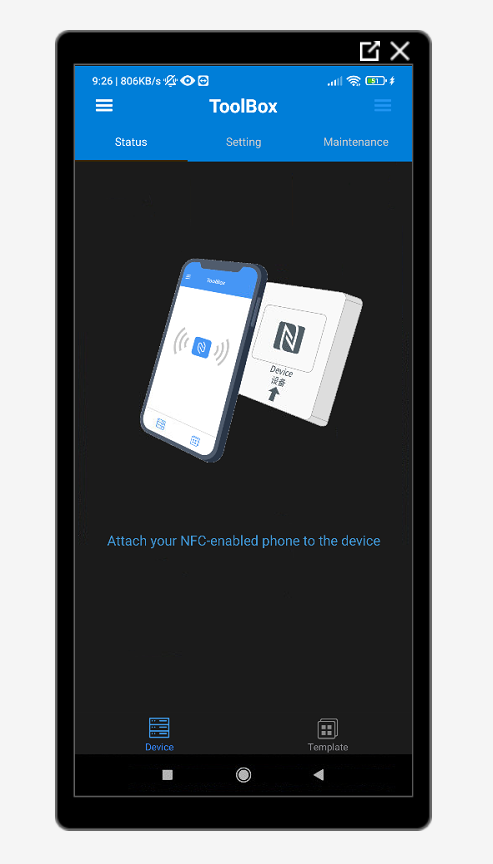 9:26 | 806KB/s
51
ToolBox
Status
Setting
Maintenance
ToolBox
Device
设备
Attach your NFC-enabled phone to the device
Device
Template